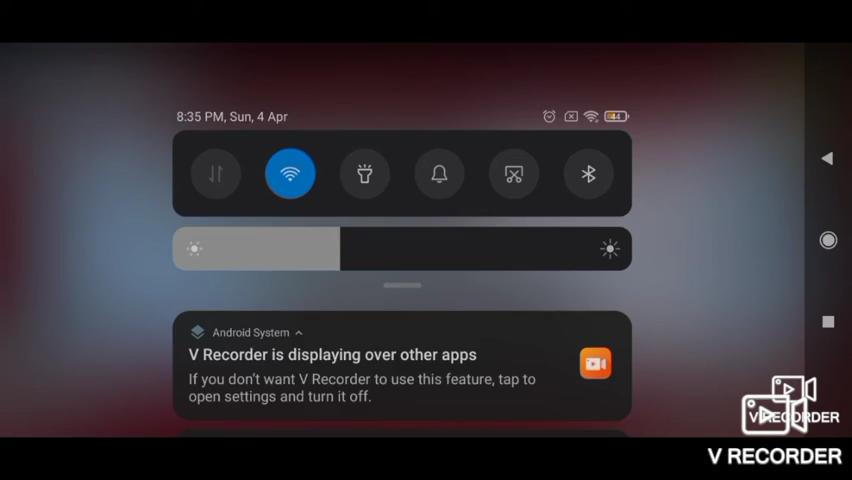 8:35 PM, Sun, 4 Apr
44
Android System
V Recorder is displaying over other apps
If you don't want V Recorder to use this feature, tap to
open settings and turn it off.
V RECORDER
V RECORDER